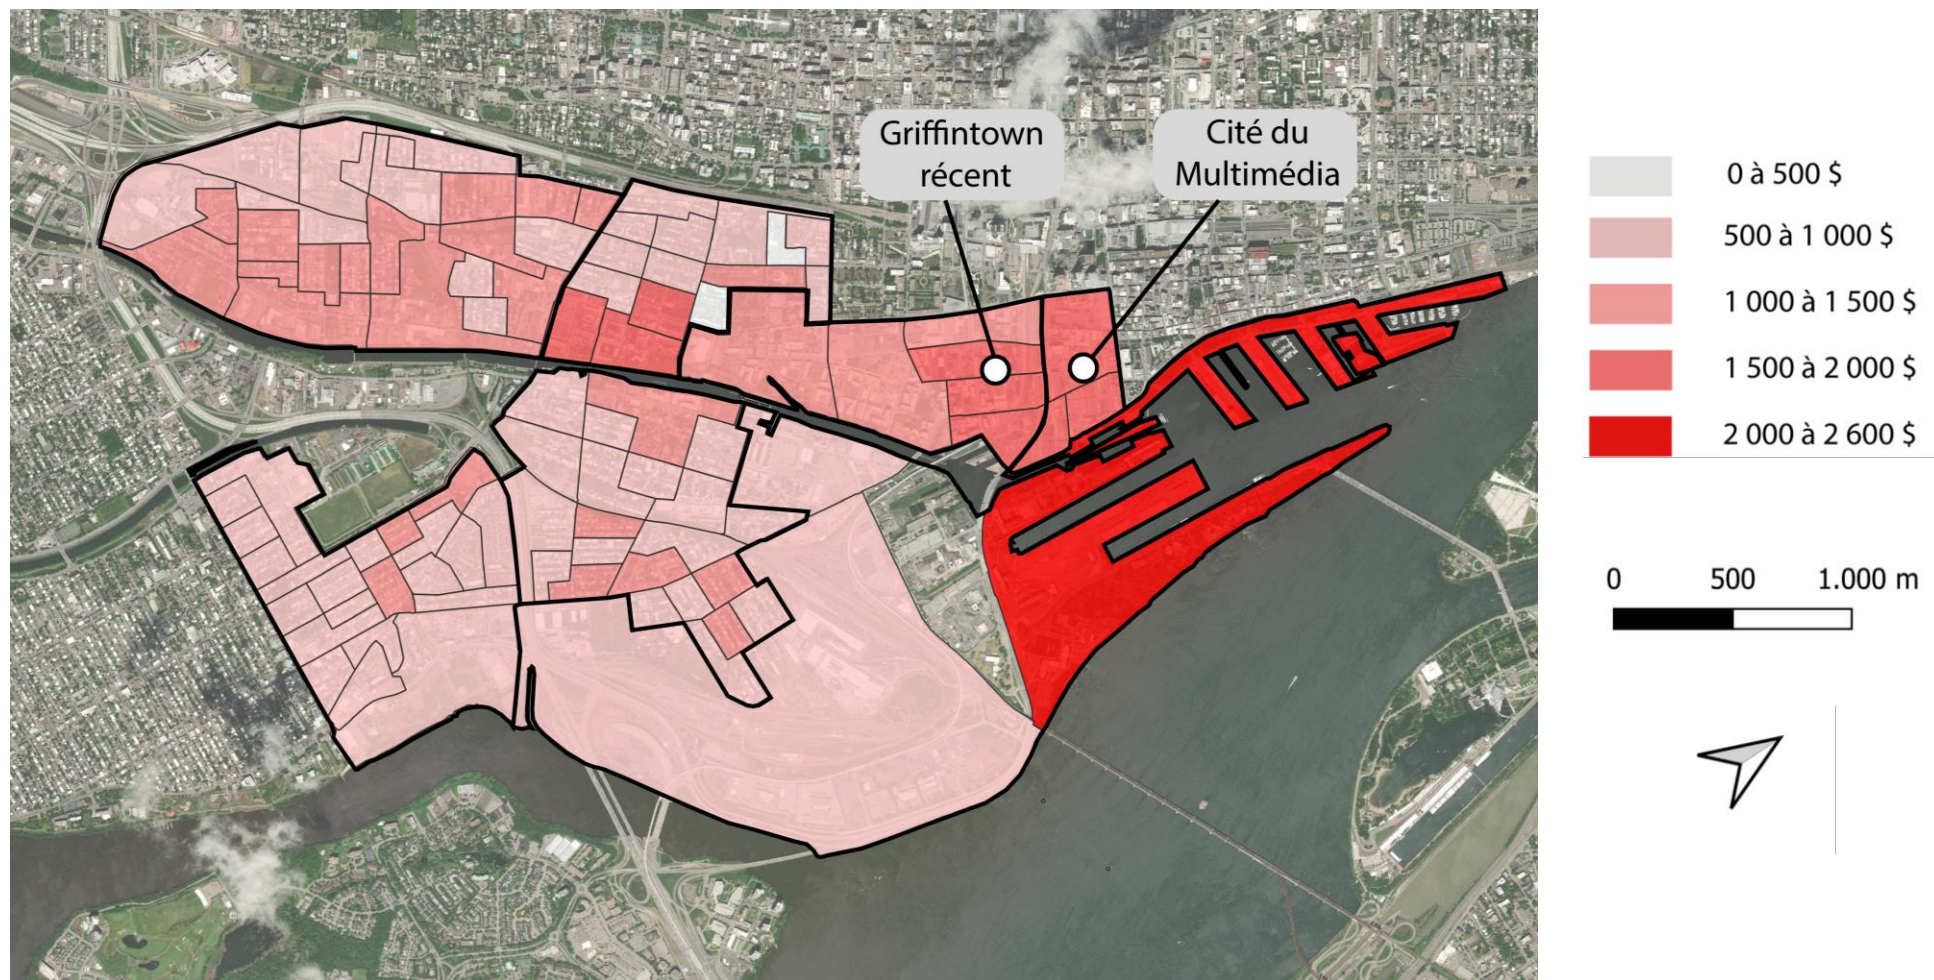 Griffintown
récent
Cité du
Multimédia
0 à 500 $
500 à 1 000 $
1 000 à 1 500 $
1 500 à 2 000 $
2 000 à 2 600 $
0 500 1.000 m